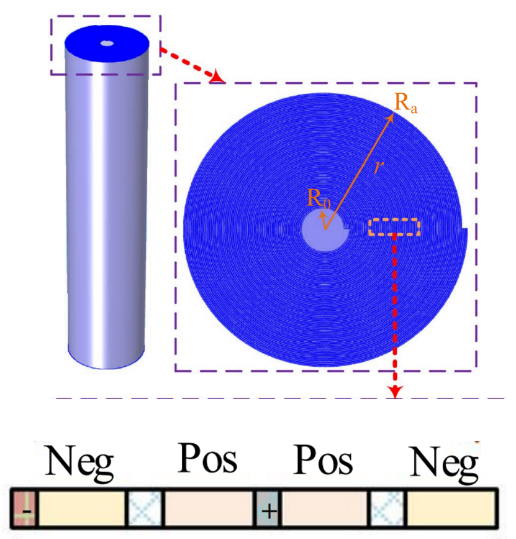 Rₐ
r
R₀
Neg Pos Pos Neg
- +